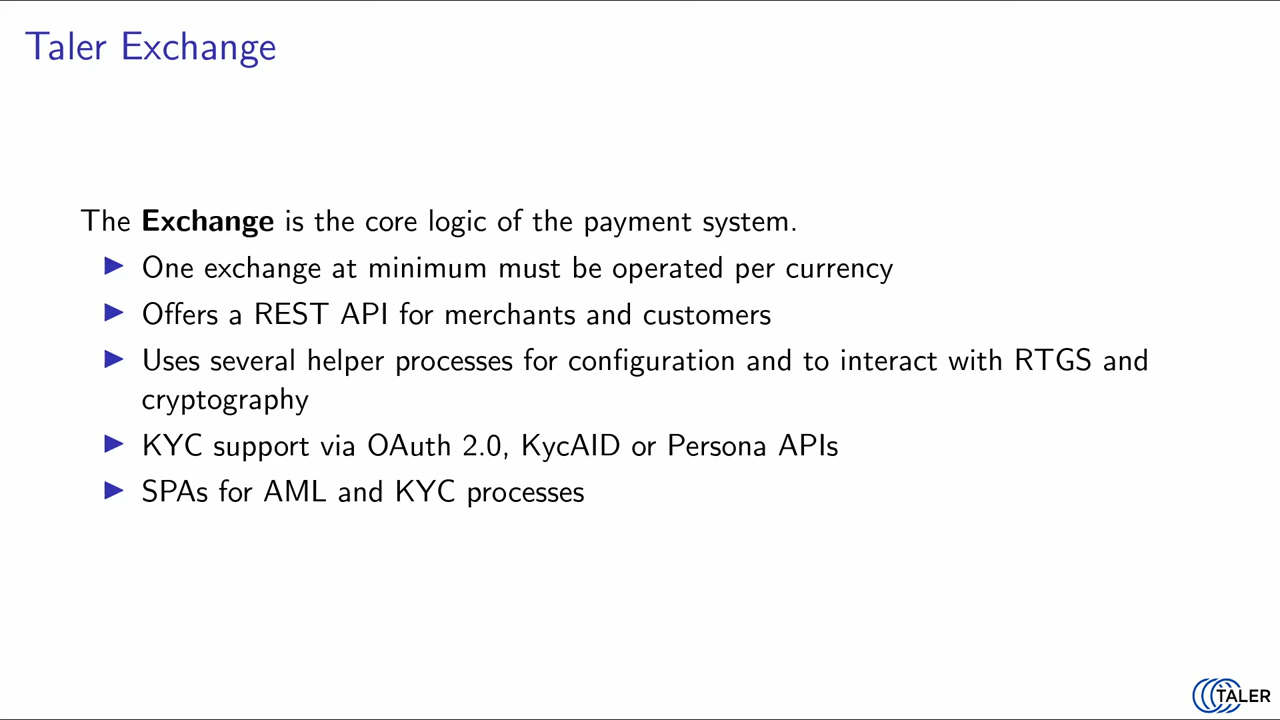 Taler Exchange
The Exchange is the core logic of the payment system.
▶ One exchange at minimum must be operated per currency
▶ Offers a REST API for merchants and customers
▶ Uses several helper processes for configuration and to interact with RTGS and
cryptography
▶ KYC support via OAuth 2.0, KycAID or Persona APIs
▶ SPAs for AML and KYC processes
TALER